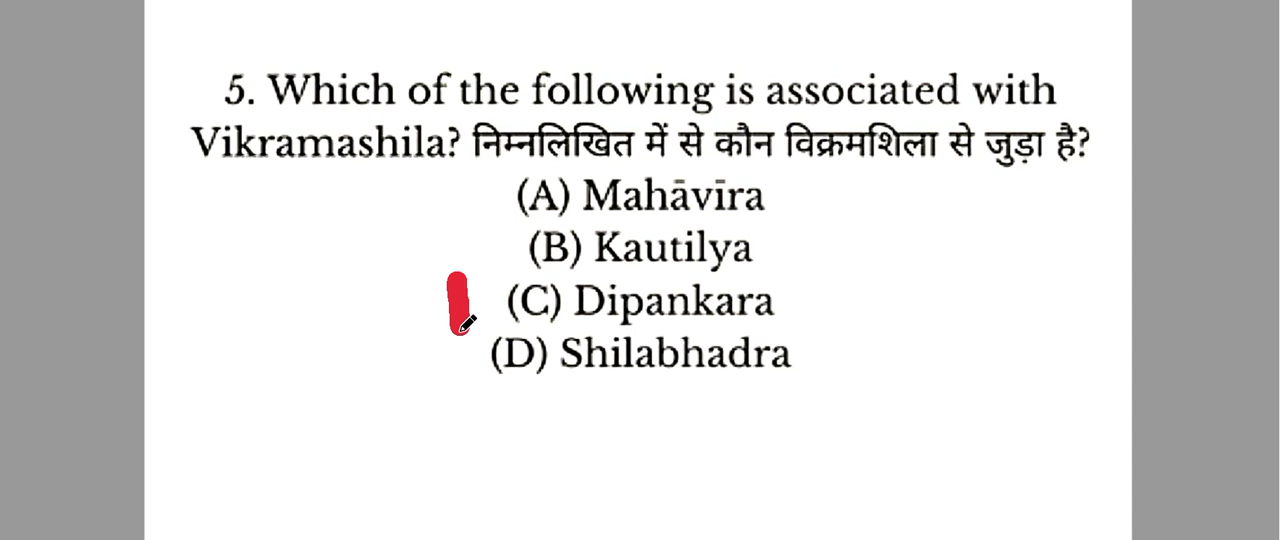 5. Which of the following is associated with
Vikramashila? निम्नलिखित में से कौन विक्रमशिला से जुड़ा है?
(A) Mahāvīra
(B) Kautilya
(C) Dipankara
(D) Shilabhadra